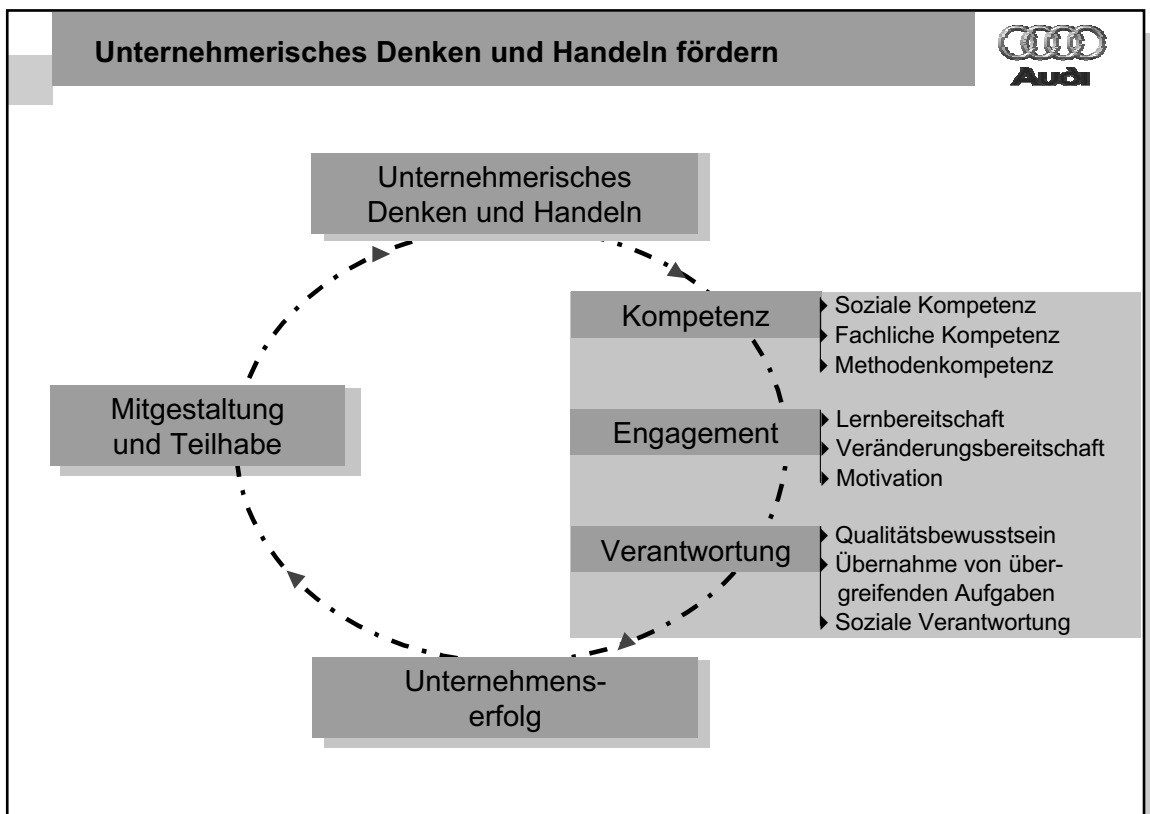 Unternehmerisches Denken und Handeln fördern
Audi
Unternehmerisches
Denken und Handeln
Kompetenz
Soziale Kompetenz
Fachliche Kompetenz
Methodenkompetenz
Mitgestaltung
und Teilhabe
Engagement
Lernbereitschaft
Veränderungsbereitschaft
Motivation
Verantwortung
Qualitätsbewusstsein
Übernahme von über-
greifenden Aufgaben
Soziale Verantwortung
Unternehmens-
erfolg